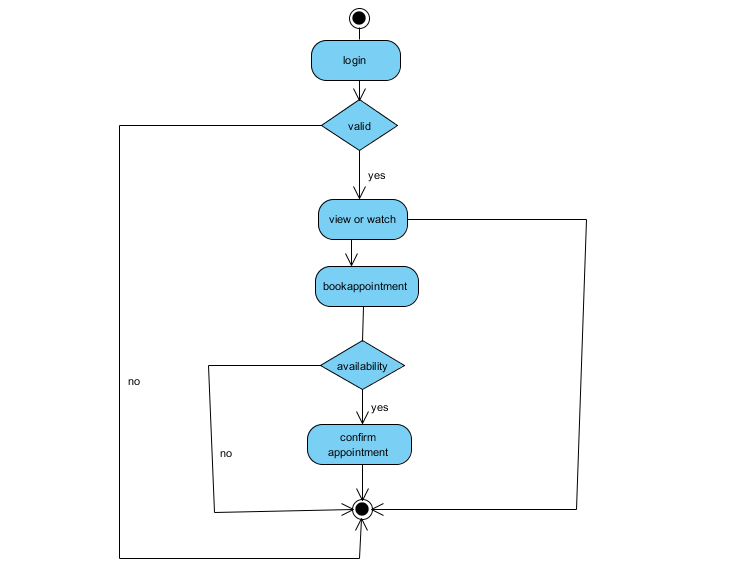 login
valid
yes
view or watch
bookappointment
availability
no
yes
confirm
appointment
no